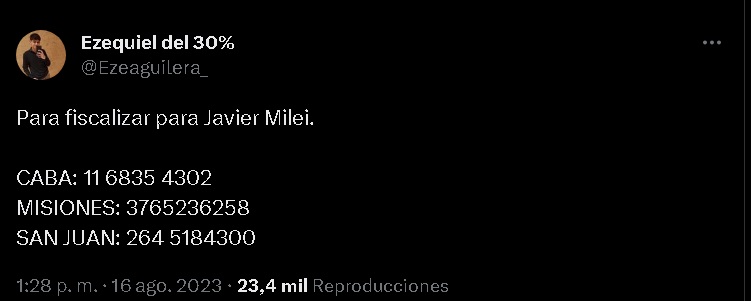 Ezequiel del 30%
@Ezeaguilera_
Para fiscalizar para Javier Milei.
CABA: 11 6835 4302
MISIONES: 3765236258
SAN JUAN: 264 5184300
1:28 p. m. · 16 ago. 2023 · 23,4 mil Reproducciones